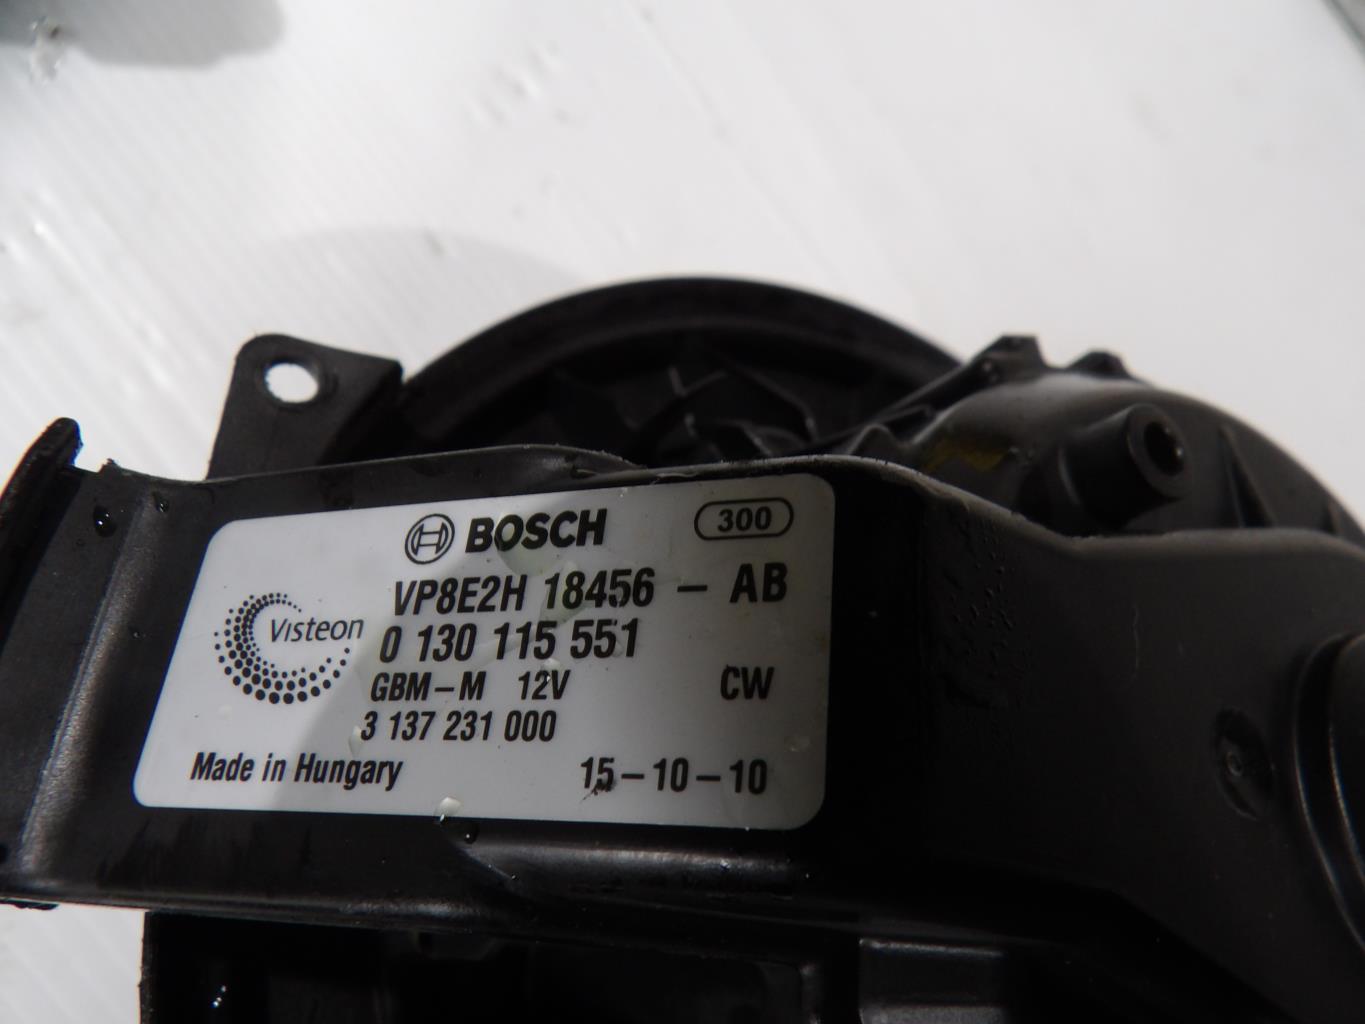 BOSCH 300
VP8E2H 18456 - AB
Visteon
0 130 115 551
GBM-M 12V CW
3 137 231 000
Made in Hungary 15-10-10